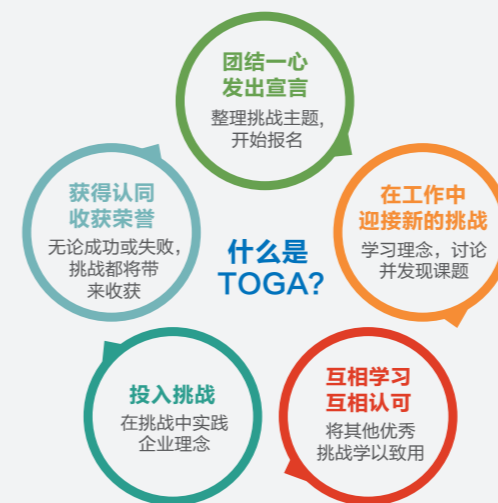 团结一心
发出宣言
整理挑战主题，
开始报名
在工作中
迎接新的挑战
学习理念，讨论
并发现课题
互相学习
互相认可
将其他优秀
挑战学以致用
投入挑战
在挑战中实践
企业理念
获得认同
收获荣誉
无论成功或失败，
挑战都将带
来收获
什么是
TOGA?